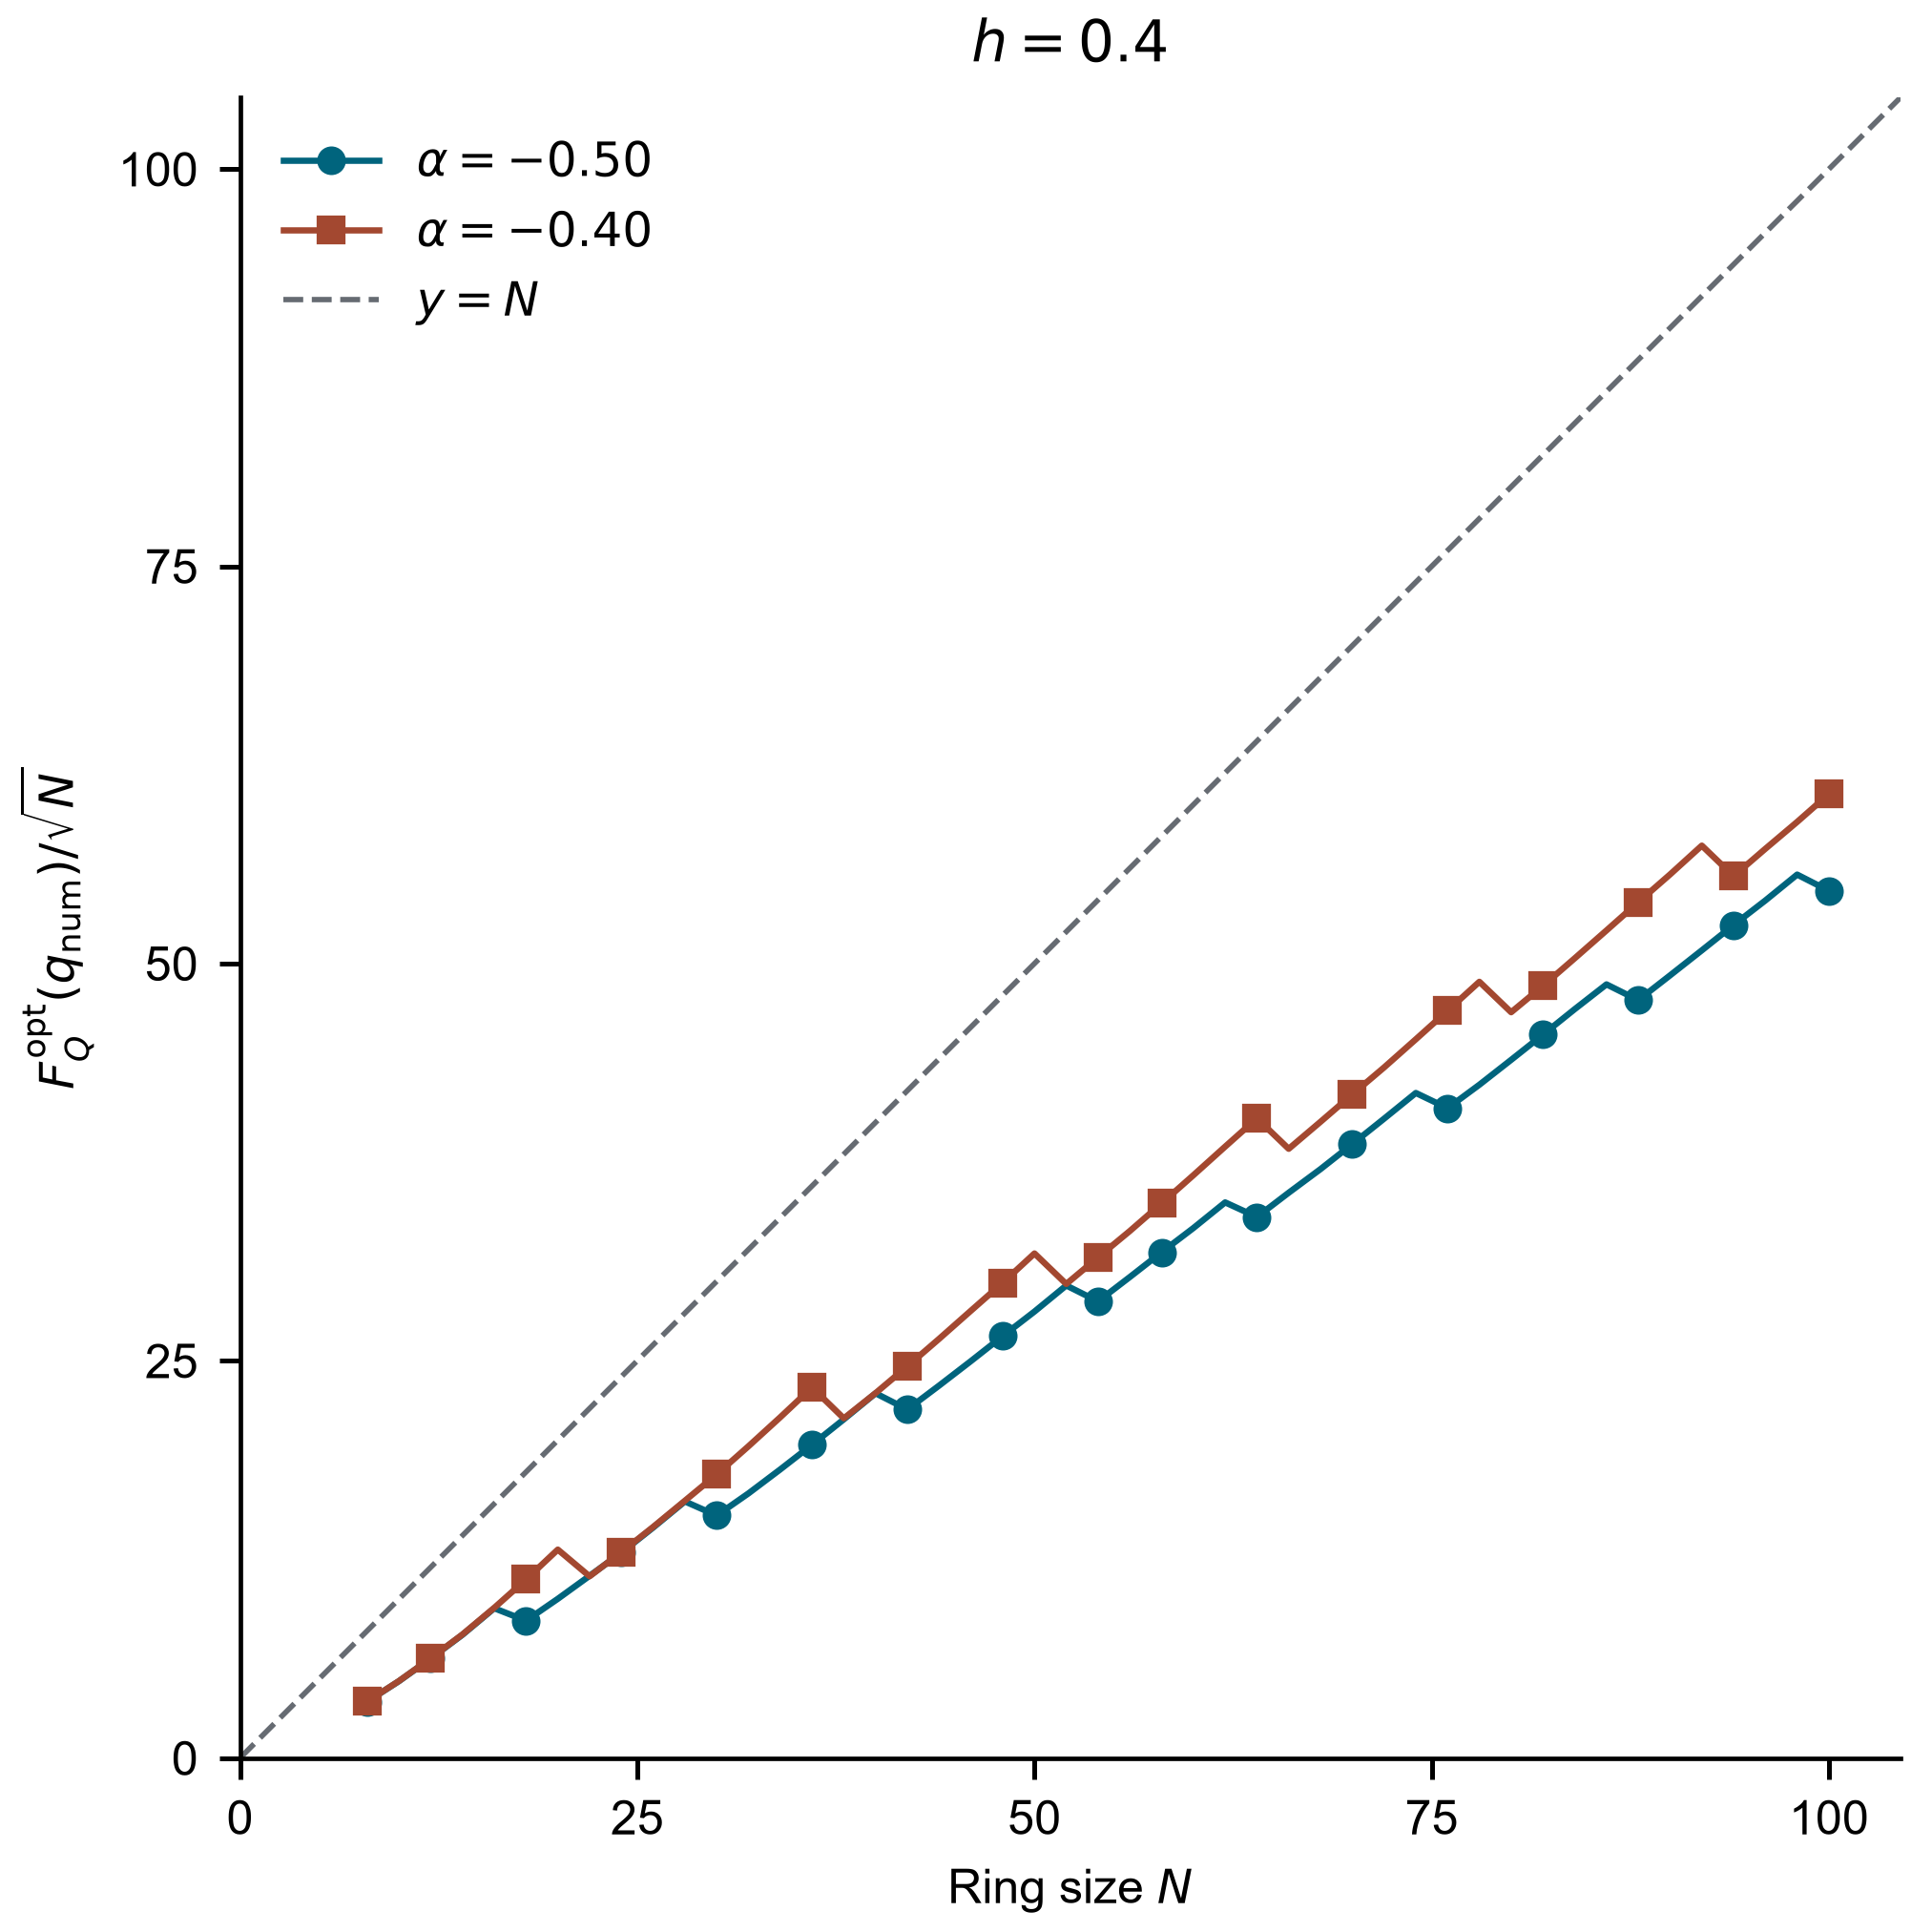 h = 0.4
α = −0.50
α = −0.40
y = N
100
75
50
25
0
F_Q^opt(q_num)/√N
0
25
50
75
100
Ring size N